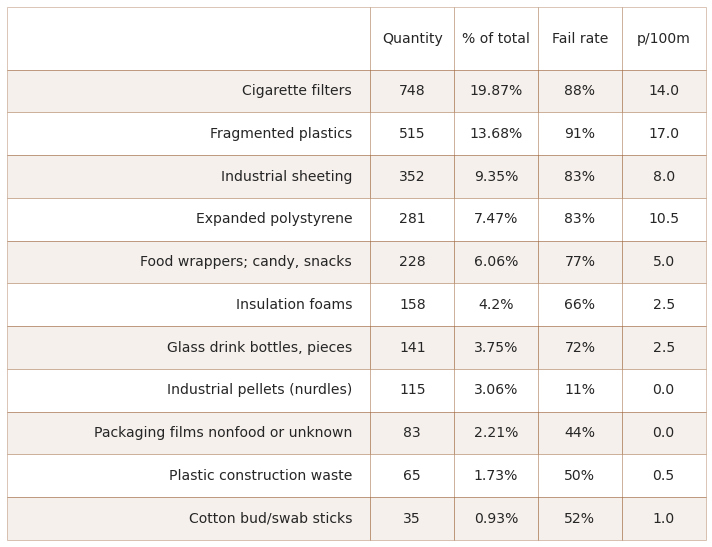 Quantity % of total Fail rate p/100m
Cigarette filters 748 19.87% 88% 14.0
Fragmented plastics 515 13.68% 91% 17.0
Industrial sheeting 352 9.35% 83% 8.0
Expanded polystyrene 281 7.47% 83% 10.5
Food wrappers; candy, snacks 228 6.06% 77% 5.0
Insulation foams 158 4.2% 66% 2.5
Glass drink bottles, pieces 141 3.75% 72% 2.5
Industrial pellets (nurdles) 115 3.06% 11% 0.0
Packaging films nonfood or unknown 83 2.21% 44% 0.0
Plastic construction waste 65 1.73% 50% 0.5
Cotton bud/swab sticks 35 0.93% 52% 1.0